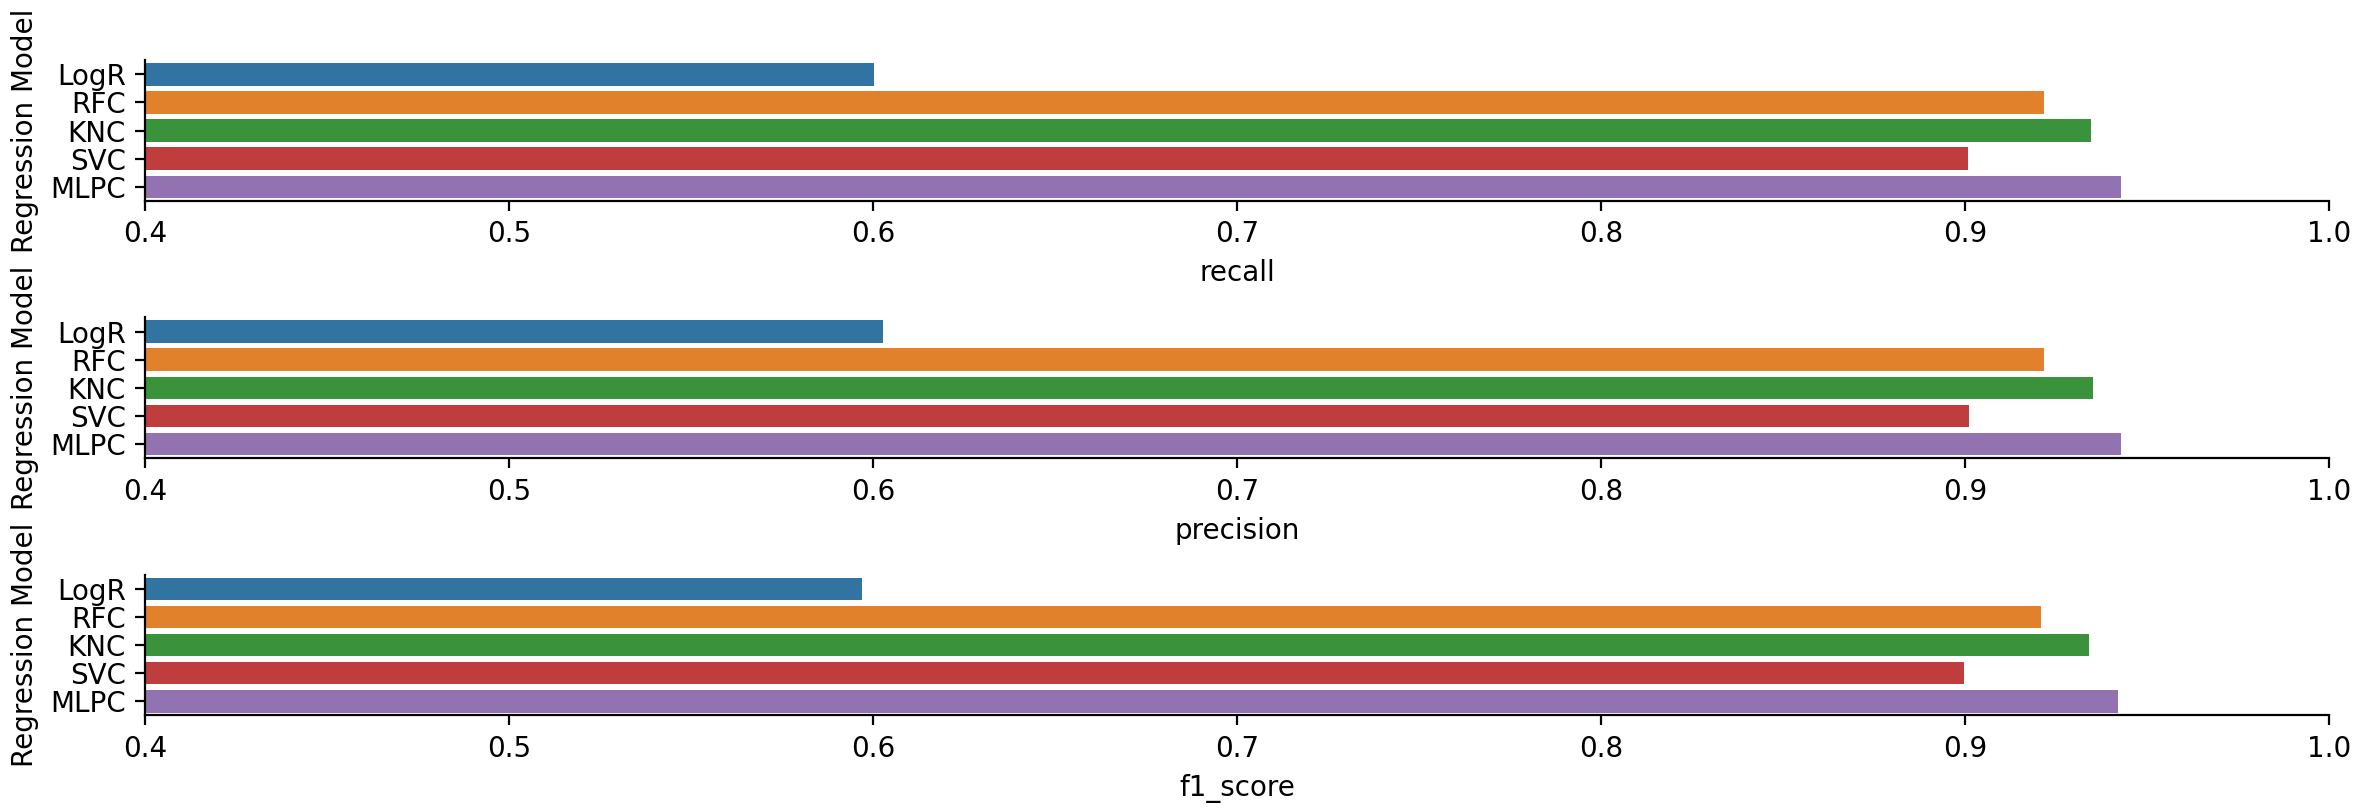 Regression Model
LogR
RFC
KNC
SVC
MLPC
0.4 0.5 0.6 0.7 0.8 0.9 1.0
recall
Regression Model
LogR
RFC
KNC
SVC
MLPC
0.4 0.5 0.6 0.7 0.8 0.9 1.0
precision
Regression Model
LogR
RFC
KNC
SVC
MLPC
0.4 0.5 0.6 0.7 0.8 0.9 1.0
f1_score